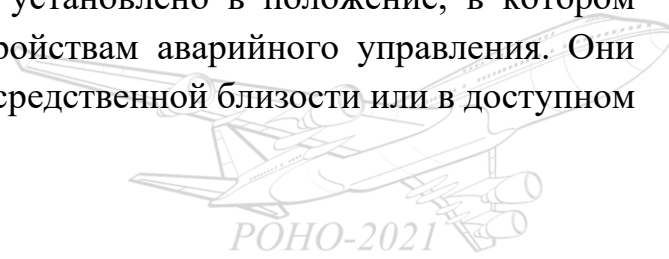 установлено в положение, в котором
ройствам аварийного управления. Они
средственной близости или в доступном
РОНО-2021